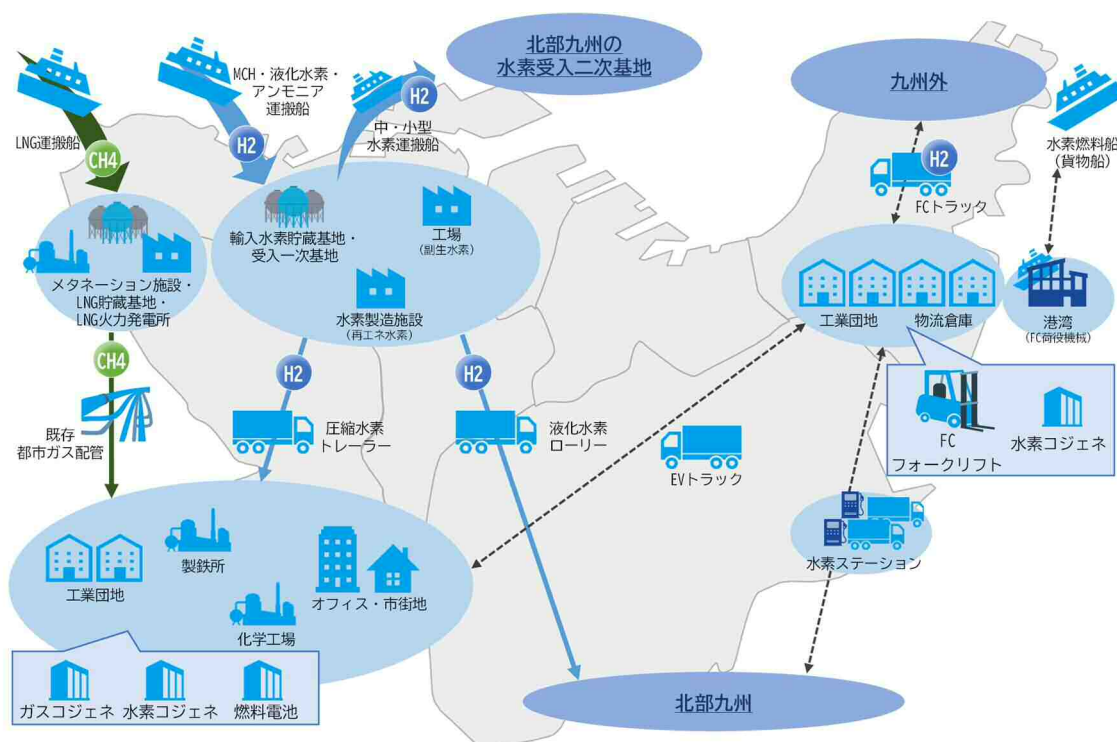 北部九州の
水素受入二次基地
九州外
LNG運搬船
CH4
MCH・液化水素・
アンモニア
運搬船
H2
H2
中・小型
水素運搬船
H2
FCトラック
水素燃料船
(貨物船)
メタネーション施設・
LNG貯蔵基地・
LNG火力発電所
輸入水素貯蔵基地・
受入一次基地
工場
(副生水素)
水素製造施設
(再エネ水素)
工業団地
物流倉庫
港湾
(FC荷役機械)
CH4
既存
都市ガス配管
H2
圧縮水素
トレーラー
H2
液化水素
ローリー
EVトラック
FC
フォークリフト
水素コジェネ
水素ステーション
工業団地
製鉄所
化学工場
オフィス・市街地
ガスコジェネ
水素コジェネ
燃料電池
北部九州